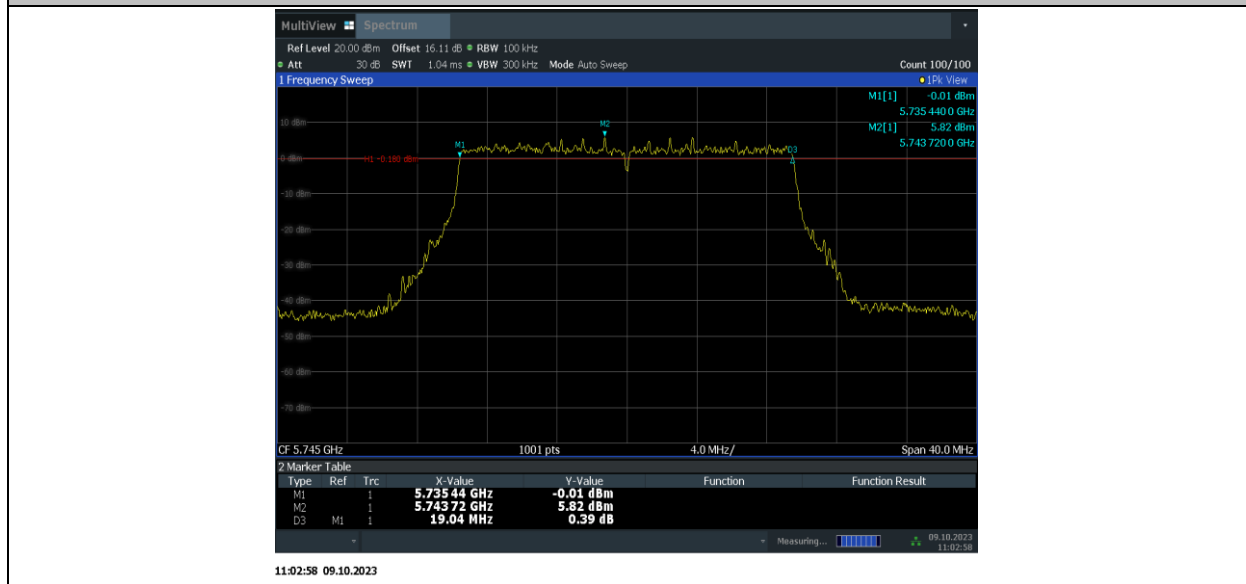 MultiView Spectrum
Ref Level 20.00 dBm Offset 16.11 dB RBW 100 kHz
Att 30 dB SWT 1.04 ms VBW 300 kHz Mode Auto Sweep Count 100/100
1 Frequency Sweep 1Pk View
M1[1] -0.01 dBm
5.735 440 0 GHz
10 dBm M2 M2[1] 5.82 dBm
M1 D3 5.743 720 0 GHz
0 dBm H1 -0.180 dBm
-10 dBm
-20 dBm
-30 dBm
-40 dBm
-50 dBm
-60 dBm
-70 dBm
CF 5.745 GHz 1001 pts 4.0 MHz/ Span 40.0 MHz
2 Marker Table
Type Ref Trc X-Value Y-Value Function Function Result
M1 1 5.735 44 GHz -0.01 dBm
M2 1 5.743 72 GHz 5.82 dBm
D3 M1 1 19.04 MHz 0.39 dB
Measuring... 09.10.2023
11:02:58
11:02:58 09.10.2023